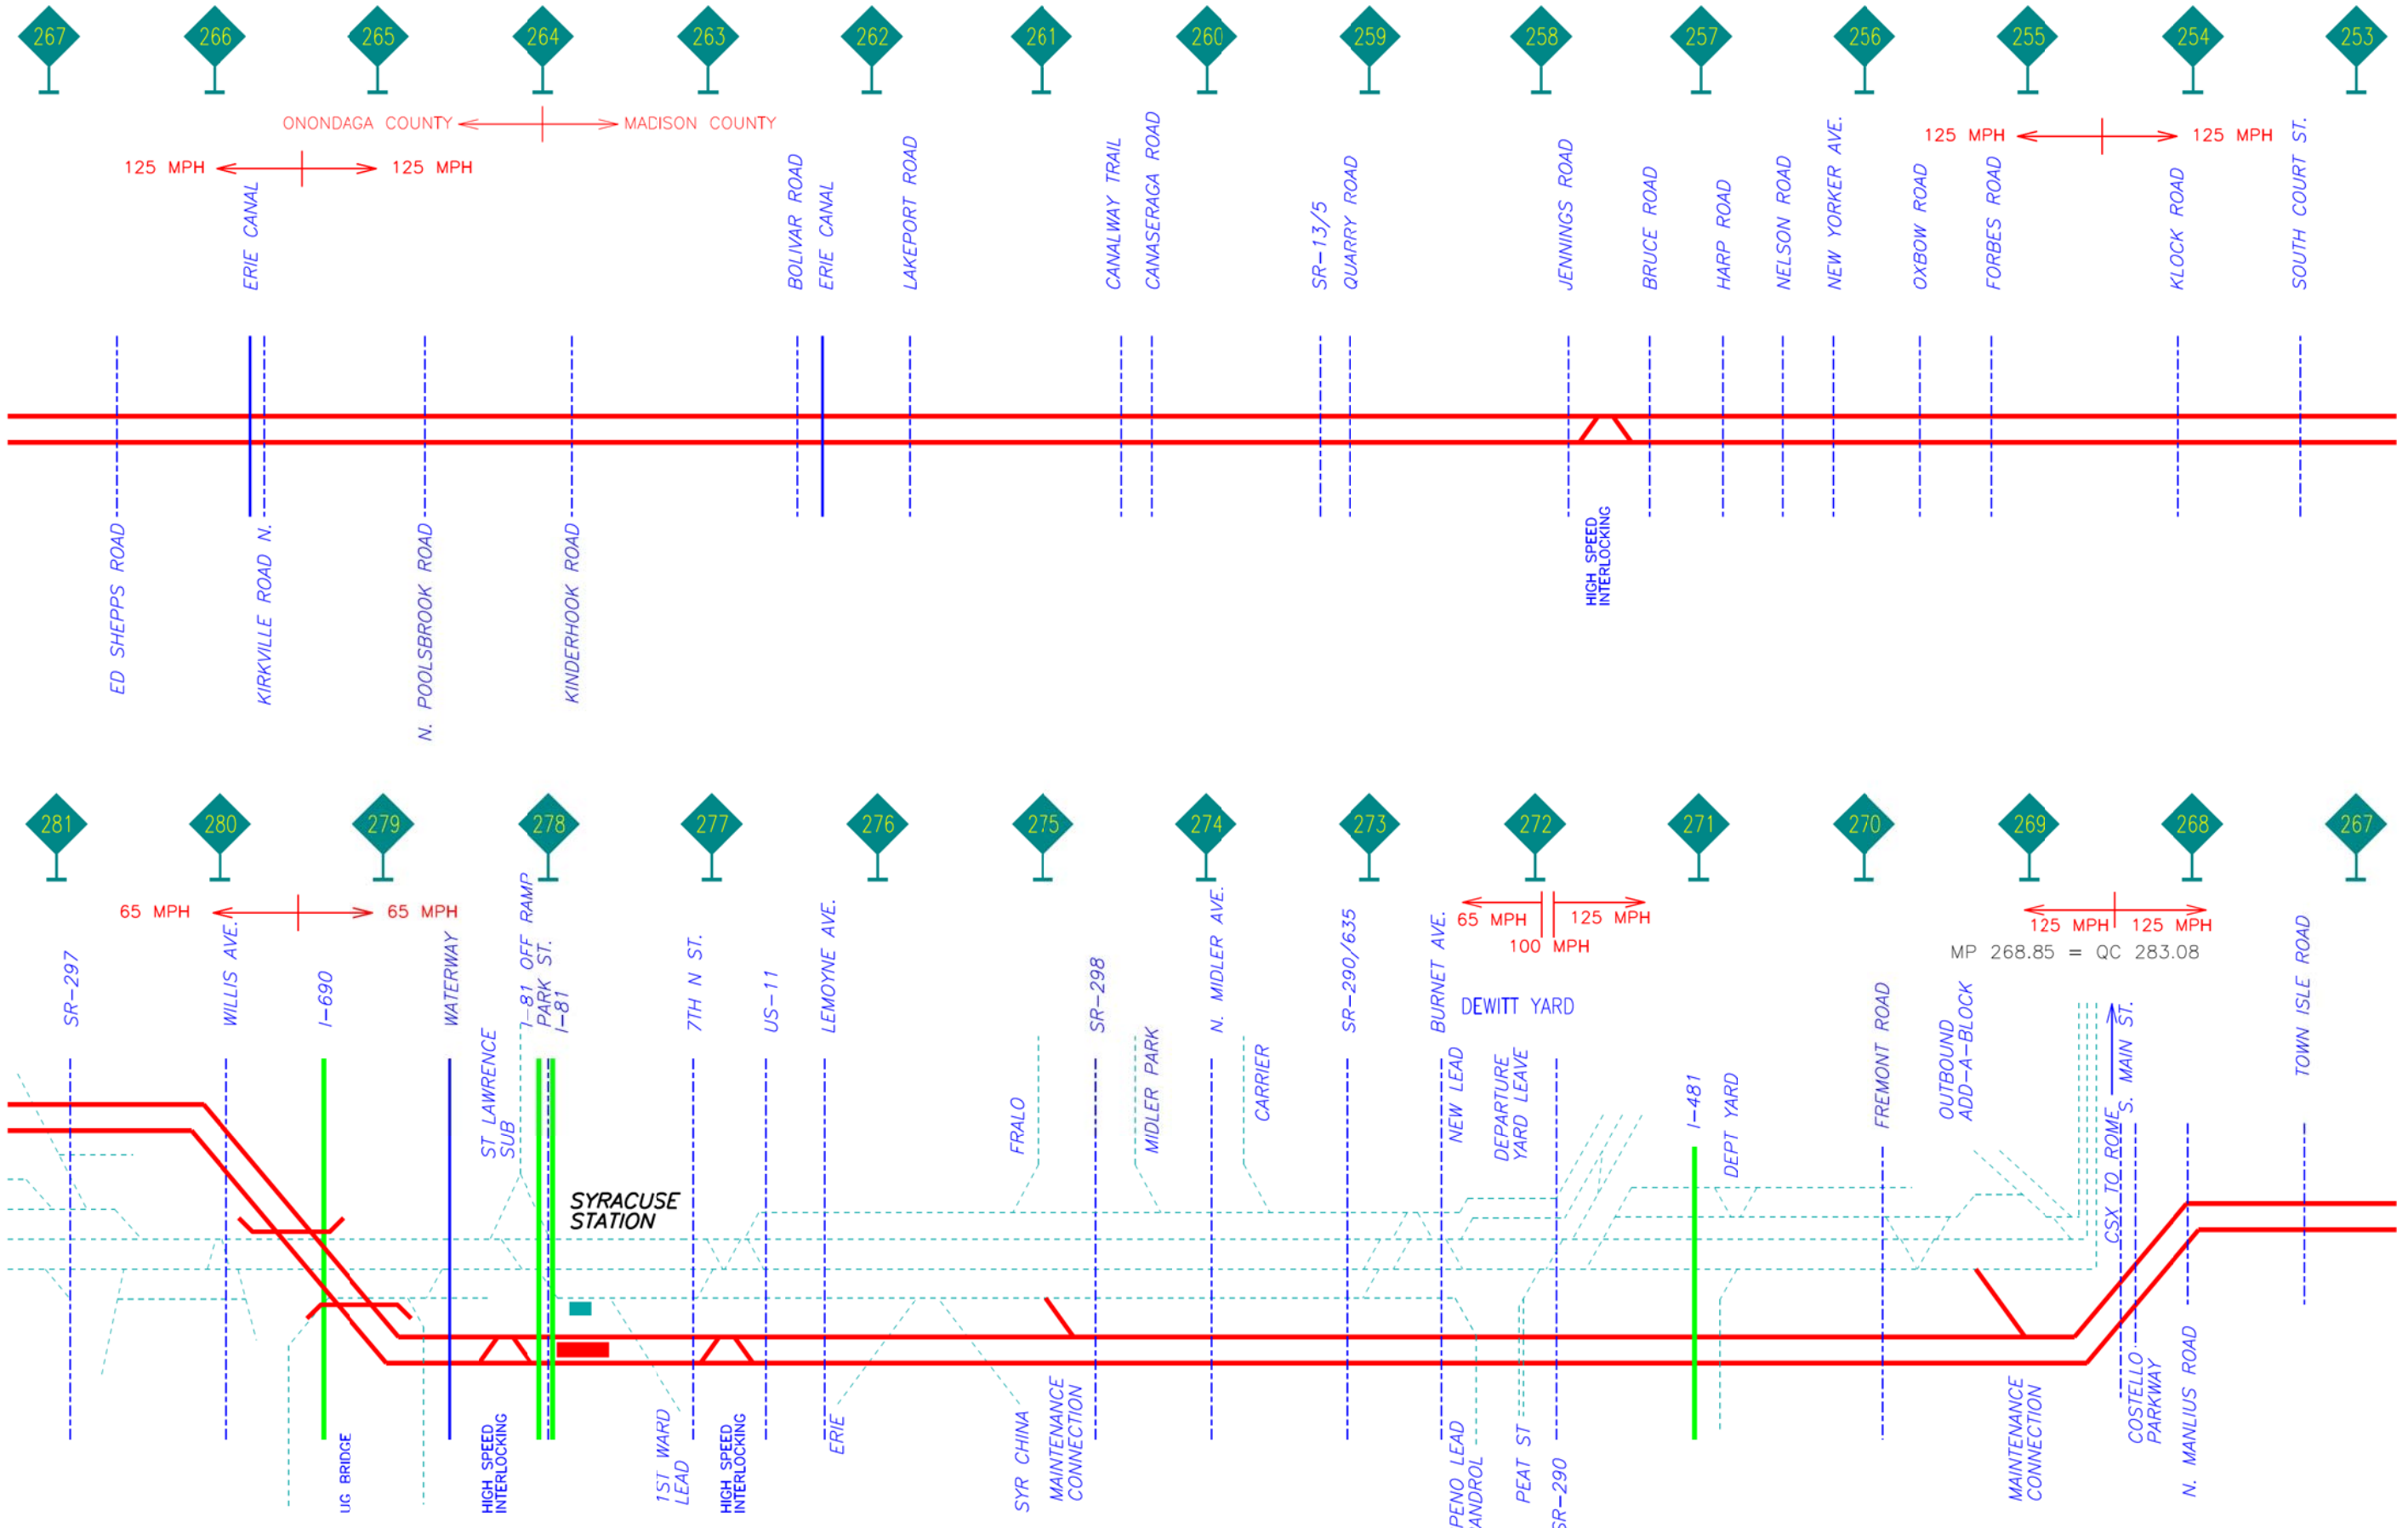 267
266
265
264
263
262
261
260
259
258
257
256
255
254
253
ONONDAGA COUNTY
MADISON COUNTY
125 MPH
125 MPH
125 MPH
125 MPH
ERIE CANAL
BOLIVAR ROAD
ERIE CANAL
LAKEPORT ROAD
CANALWAY TRAIL
CANASERAGA ROAD
SR-13/5
QUARRY ROAD
JENNINGS ROAD
BRUCE ROAD
HARP ROAD
NELSON ROAD
NEW YORKER AVE.
OXBOW ROAD
FORBES ROAD
KLOCK ROAD
SOUTH COURT ST.
ED SHEPPS ROAD
KIRKVILLE ROAD N.
N. POOLSBROOK ROAD
KINDERHOOK ROAD
HIGH SPEED
INTERLOCKING
281
280
279
278
277
276
275
274
273
272
271
270
269
268
267
65 MPH
65 MPH
65 MPH
125 MPH
100 MPH
125 MPH
125 MPH
MP 268.85 = QC 283.08
SR-297
WILLIS AVE.
I-690
WATERWAY
ST LAWRENCE
SUB
I-81 OFF RAMP
PARK ST.
I-81
7TH N ST.
US-11
LEMOYNE AVE.
FRALO
SR-298
MIDLER PARK
N. MIDLER AVE.
CARRIER
SR-290/635
BURNET AVE.
DEWITT YARD
NEW LEAD
DEPARTURE
YARD LEAVE
I-481
DEPT YARD
FREMONT ROAD
OUTBOUND
ADD-A-BLOCK
CSX TO ROME
S. MAIN ST.
TOWN ISLE ROAD
SYRACUSE
STATION
UG BRIDGE
HIGH SPEED
INTERLOCKING
1ST WARD
LEAD
HIGH SPEED
INTERLOCKING
ERIE
SYR CHINA
MAINTENANCE
CONNECTION
PENO LEAD
ANDROL
PEAT ST
SR-290
MAINTENANCE
CONNECTION
COSTELLO
PARKWAY
N. MANLIUS ROAD